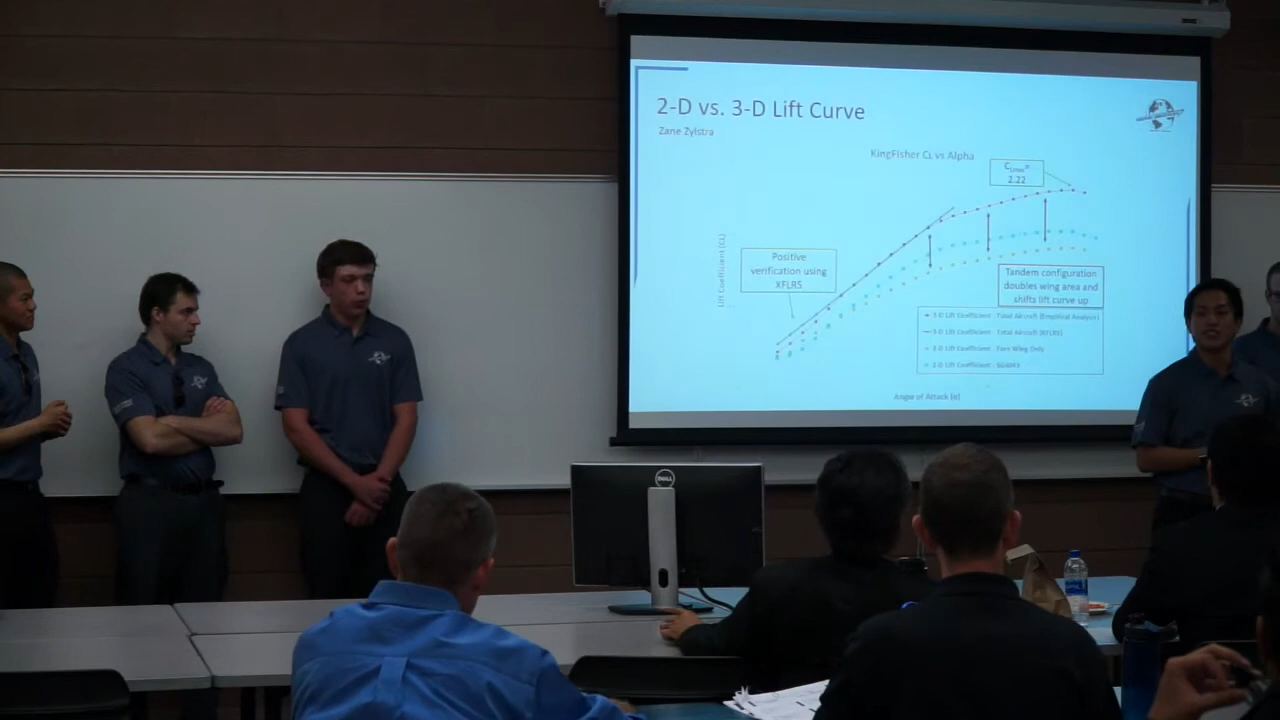 2-D vs. 3-D Lift Curve
Zane Zylstra
KingFisher CL vs Alpha
CLmax=
2.22
Positive
verification using
XFLR5
Lift Coefficient (CL)
Tandem configuration
doubles wing area and
shifts lift curve up
3-D Lift Coefficient : Total Aircraft (Empirical Analysis)
3-D Lift Coefficient : Total Aircraft (XFLR5)
3-D Lift Coefficient : Fore Wing Only
2-D Lift Coefficient : SG6043
Angle of Attack (α)
DELL